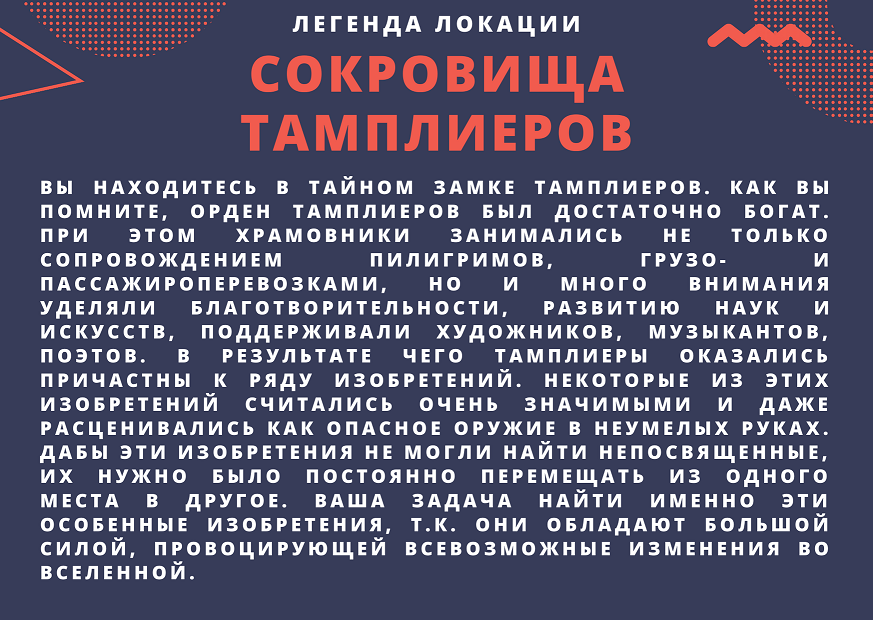 ЛЕГЕНДА ЛОКАЦИИ
СОКРОВИЩА
ТАМПЛИЕРОВ
ВЫ НАХОДИТЕСЬ В ТАЙНОМ ЗАМКЕ ТАМПЛИЕРОВ. КАК ВЫ
ПОМНИТЕ, ОРДЕН ТАМПЛИЕРОВ БЫЛ ДОСТАТОЧНО БОГАТ.
ПРИ ЭТОМ ХРАМОВНИКИ ЗАНИМАЛИСЬ НЕ ТОЛЬКО
СОПРОВОЖДЕНИЕМ ПИЛИГРИМОВ, ГРУЗО- И
ПАССАЖИРОПЕРЕВОЗКАМИ, НО И МНОГО ВНИМАНИЯ
УДЕЛЯЛИ БЛАГОТВОРИТЕЛЬНОСТИ, РАЗВИТИЮ НАУК И
ИСКУССТВ, ПОДДЕРЖИВАЛИ ХУДОЖНИКОВ, МУЗЫКАНТОВ,
ПОЭТОВ. В РЕЗУЛЬТАТЕ ЧЕГО ТАМПЛИЕРЫ ОКАЗАЛИСЬ
ПРИЧАСТНЫ К РЯДУ ИЗОБРЕТЕНИЙ. НЕКОТОРЫЕ ИЗ ЭТИХ
ИЗОБРЕТЕНИЙ СЧИТАЛИСЬ ОЧЕНЬ ЗНАЧИМЫМИ И ДАЖЕ
РАСЦЕНИВАЛИСЬ КАК ОПАСНОЕ ОРУЖИЕ В НЕУМЕЛЫХ РУКАХ.
ДАБЫ ЭТИ ИЗОБРЕТЕНИЯ НЕ МОГЛИ НАЙТИ НЕПОСВЯЩЕННЫЕ,
ИХ НУЖНО БЫЛО ПОСТОЯННО ПЕРЕМЕЩАТЬ ИЗ ОДНОГО
МЕСТА В ДРУГОЕ. ВАША ЗАДАЧА НАЙТИ ИМЕННО ЭТИ
ОСОБЕННЫЕ ИЗОБРЕТЕНИЯ, Т.К. ОНИ ОБЛАДАЮТ БОЛЬШОЙ
СИЛОЙ, ПРОВОЦИРУЮЩЕЙ ВСЕВОЗМОЖНЫЕ ИЗМЕНЕНИЯ ВО
ВСЕЛЕННОЙ.